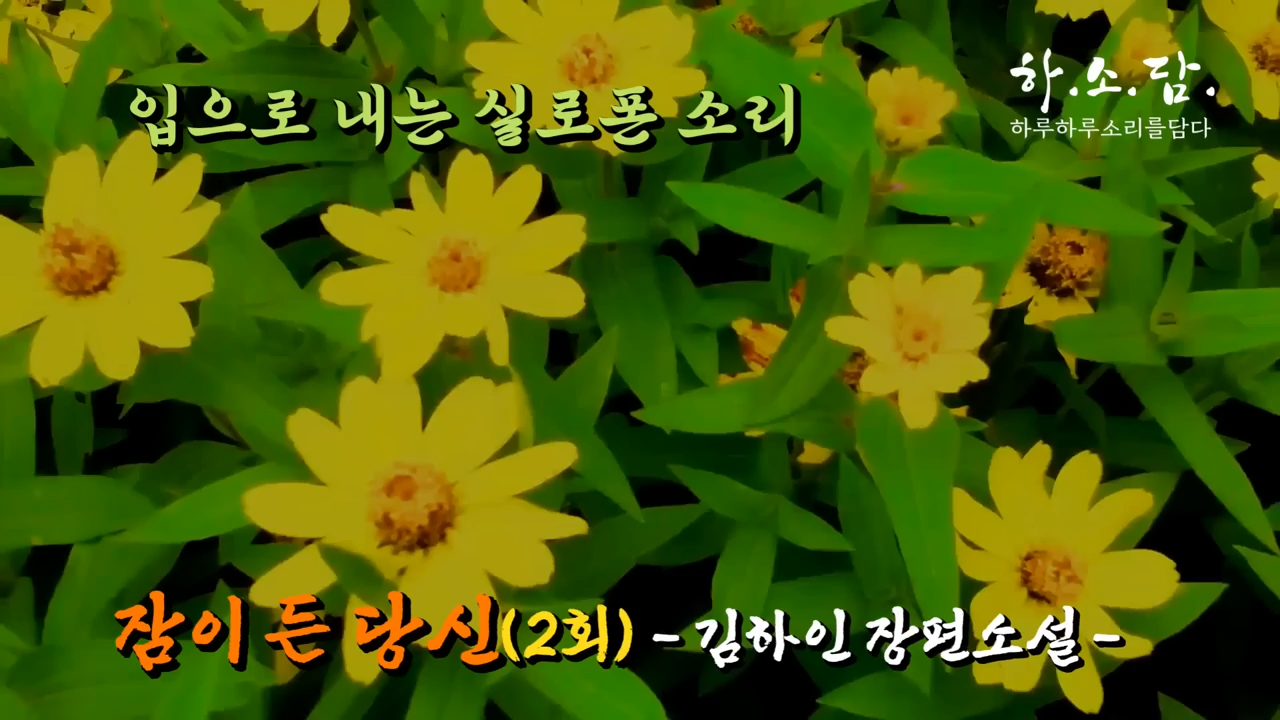 입으로 내는 실로폰 소리
하.소.담.
하루하루소리를담다
잠이 든 당신(2회) - 김하인 장편소설 -